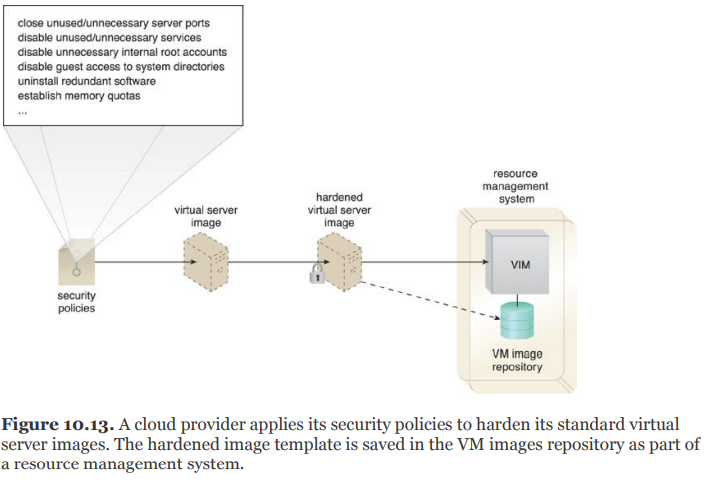 close unused/unnecessary server ports
disable unused/unnecessary services
disable unnecessary internal root accounts
disable guest access to system directories
uninstall redundant software
establish memory quotas
...
security
policies
virtual server
image
hardened
virtual server
image
resource
management
system
VIM
VM image
repository
Figure 10.13. A cloud provider applies its security policies to harden its standard virtual
server images. The hardened image template is saved in the VM images repository as part of
a resource management system.